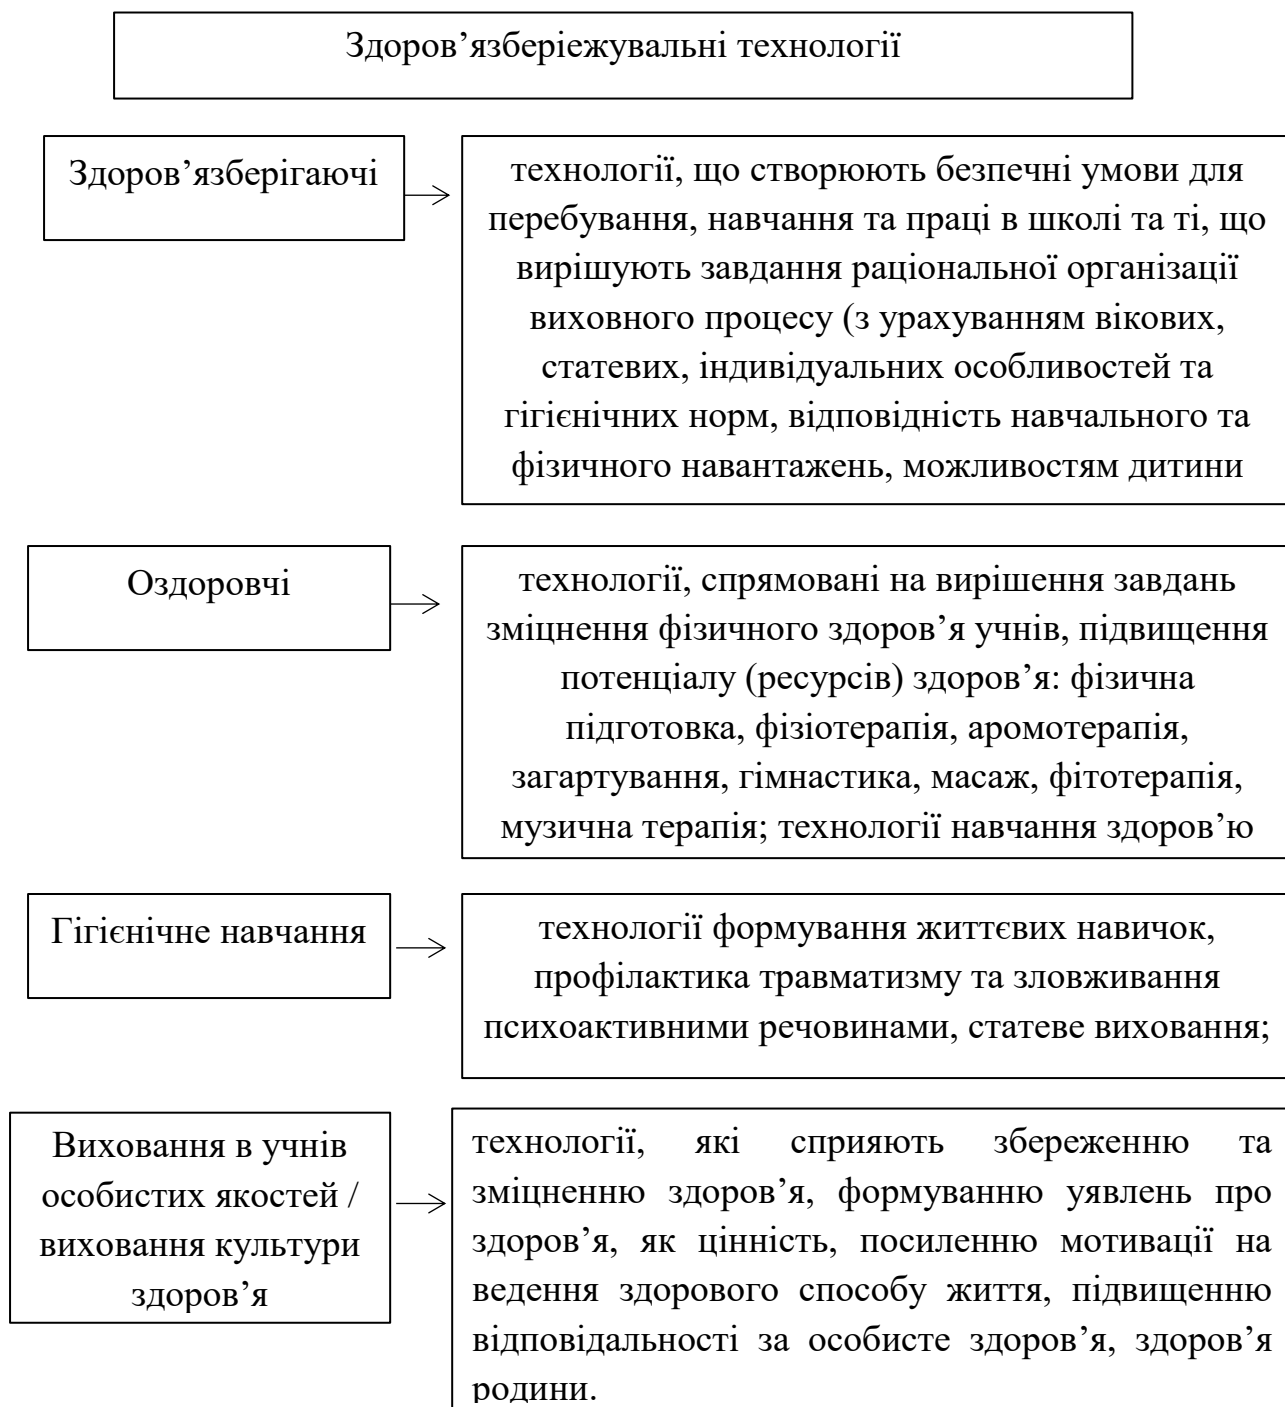 Здоров’язберіежувальні технології
Здоров’язберігаючі
технології, що створюють безпечні умови для
перебування, навчання та праці в школі та ті, що
вирішують завдання раціональної організації
виховного процесу (з урахуванням вікових,
статевих, індивідуальних особливостей та
гігієнічних норм, відповідність навчального та
фізичного навантажень, можливостям дитини
Оздоровчі
технології, спрямовані на вирішення завдань
зміцнення фізичного здоров’я учнів, підвищення
потенціалу (ресурсів) здоров’я: фізична
підготовка, фізіотерапія, аромотерапія,
загартування, гімнастика, масаж, фітотерапія,
музична терапія; технології навчання здоров’ю
Гігієнічне навчання
технології формування життєвих навичок,
профілактика травматизму та зловживання
психоактивними речовинами, статеве виховання;
Виховання в учнів
особистих якостей /
виховання культури
здоров’я
технології, які сприяють збереженню та
зміцненню здоров’я, формуванню уявлень про
здоров’я, як цінність, посиленню мотивації на
ведення здорового способу життя, підвищенню
відповідальності за особисте здоров’я, здоров’я
родини.